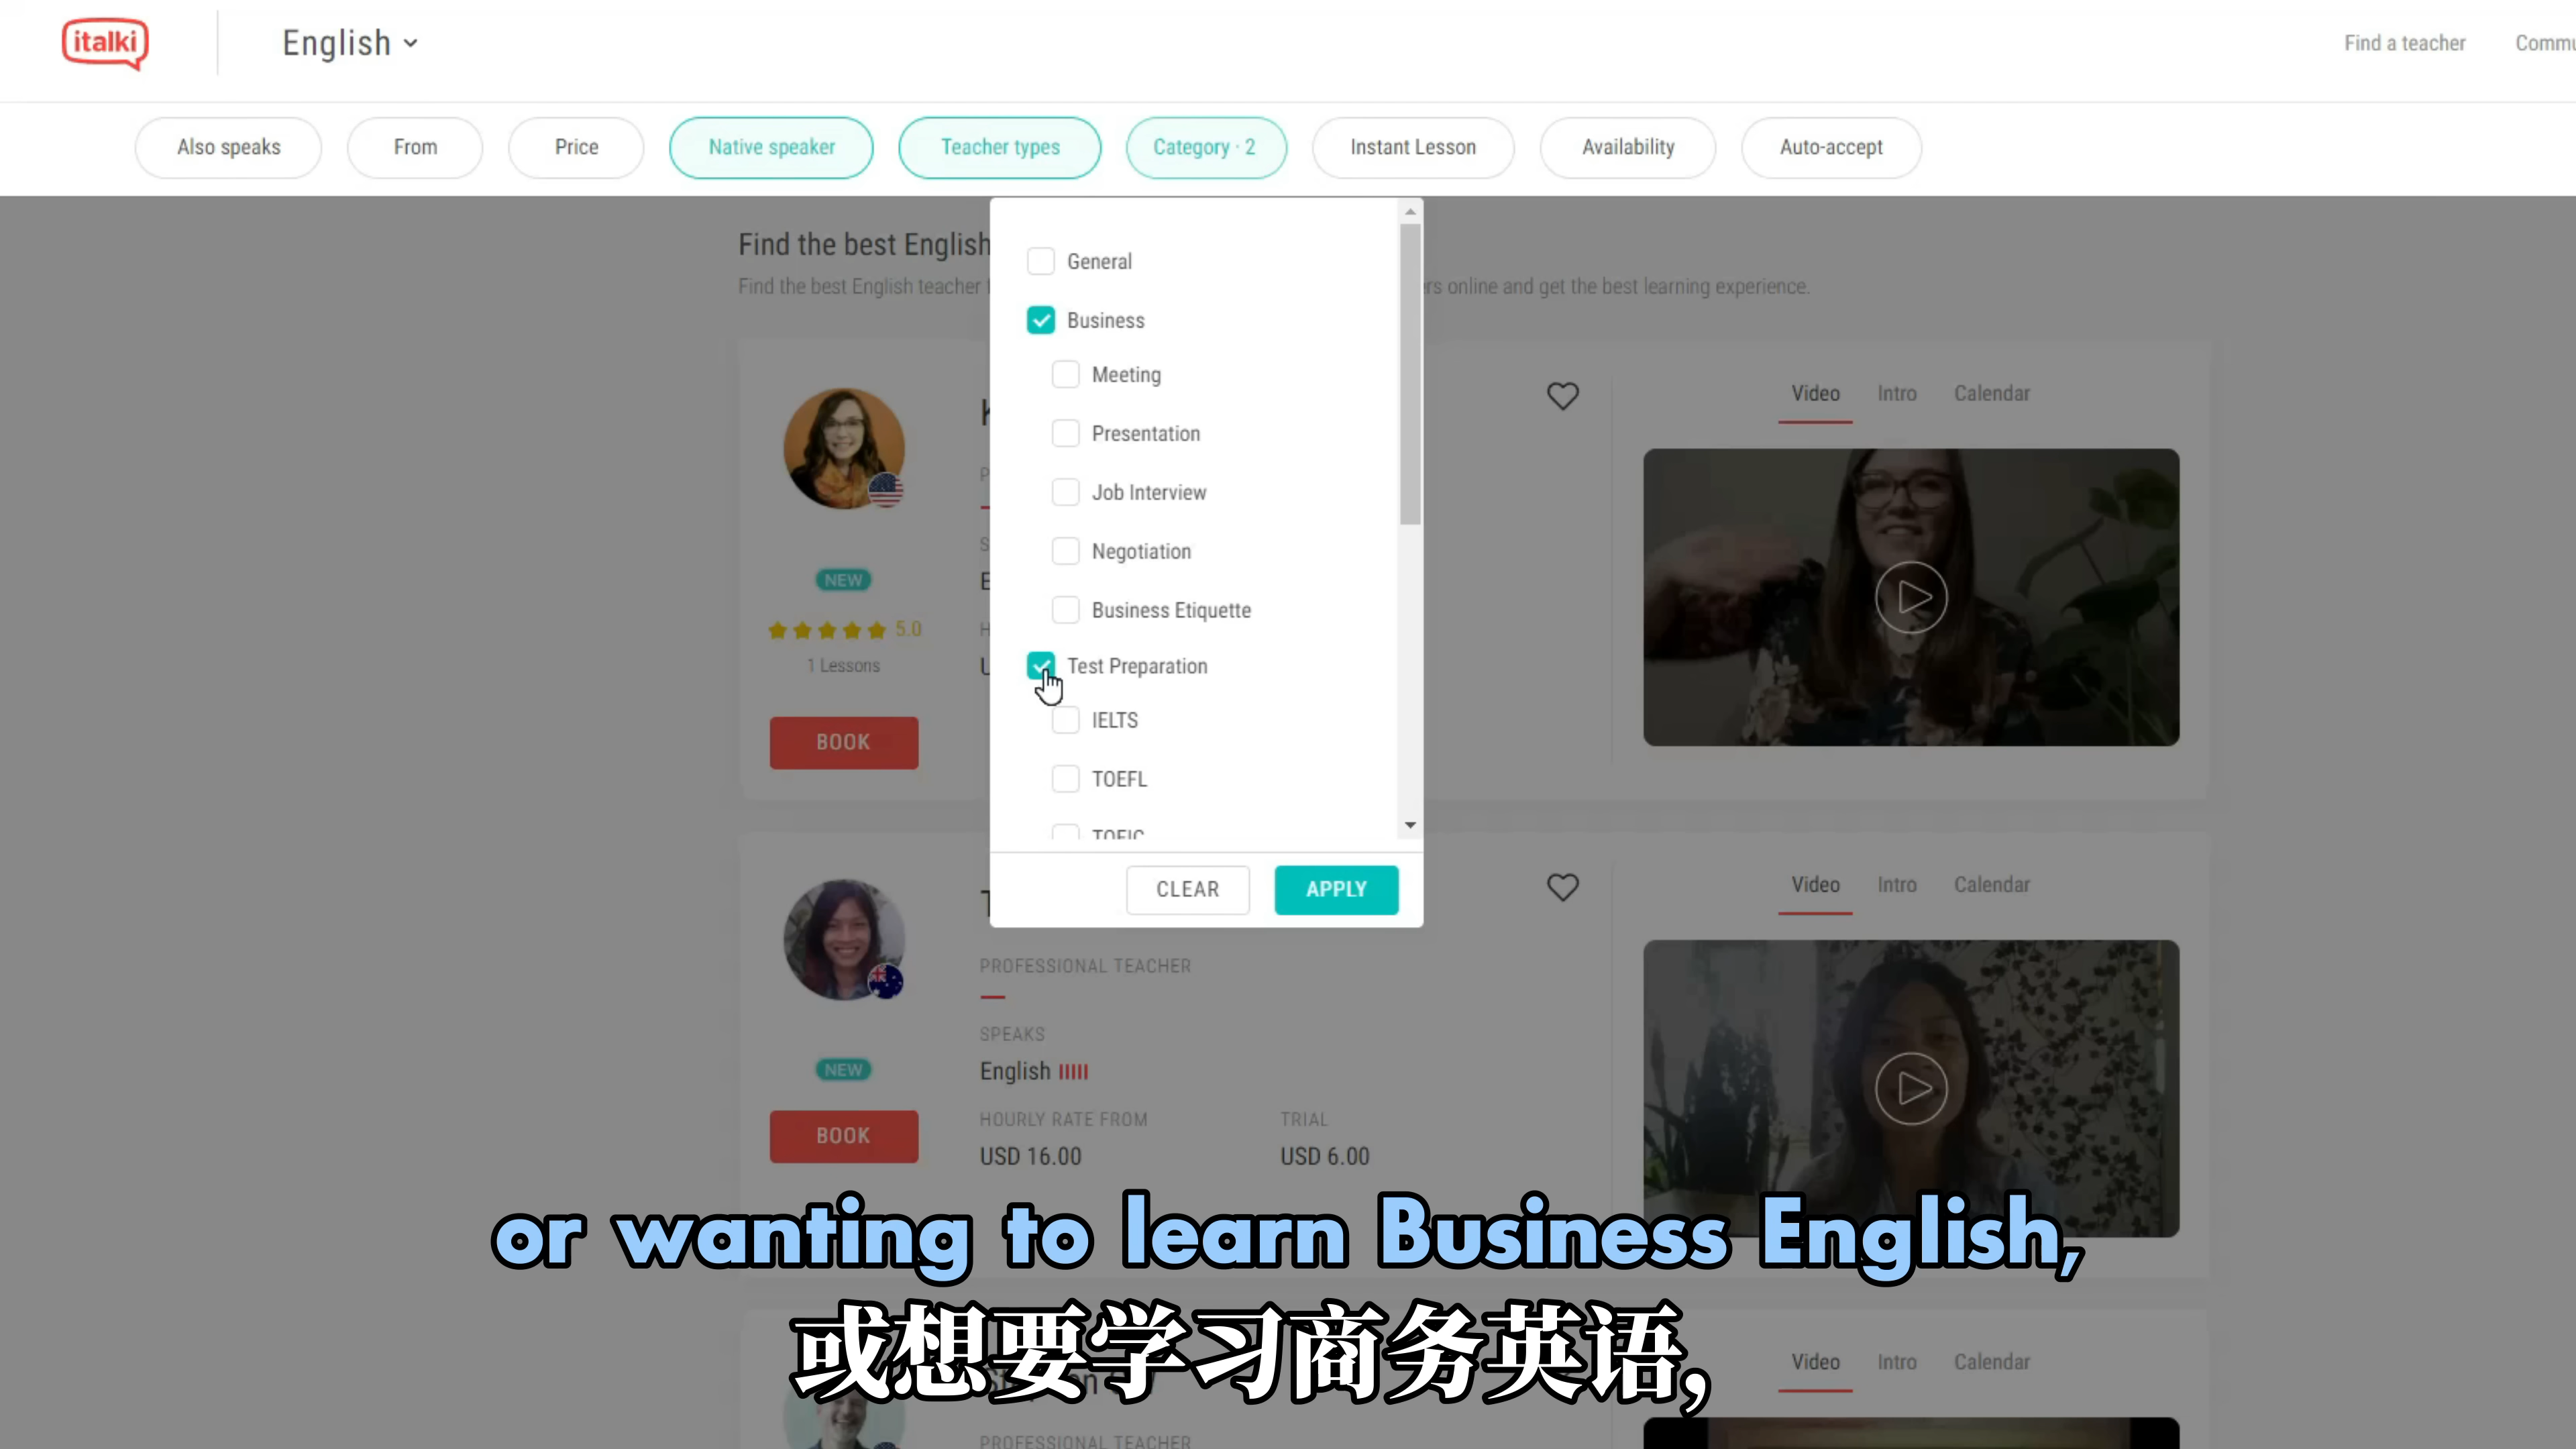 italki
English
Find a teacher
Commu
Also speaks
From
Price
Native speaker
Teacher types
Category · 2
Instant Lesson
Availability
Auto-accept
Find the best English
Find the best English teacher
rs online and get the best learning experience.
General
Business
Meeting
Presentation
Job Interview
Negotiation
Business Etiquette
Test Preparation
IELTS
TOEFL
TOEIC
CLEAR
APPLY
NEW
5.0
1 Lessons
BOOK
Video Intro Calendar
NEW
BOOK
PROFESSIONAL TEACHER
SPEAKS
English
HOURLY RATE FROM
TRIAL
USD 16.00
USD 6.00
Video Intro Calendar
or wanting to learn Business English,
或想要学习商务英语,
Video Intro Calendar
PROFESSIONAL TEACHER